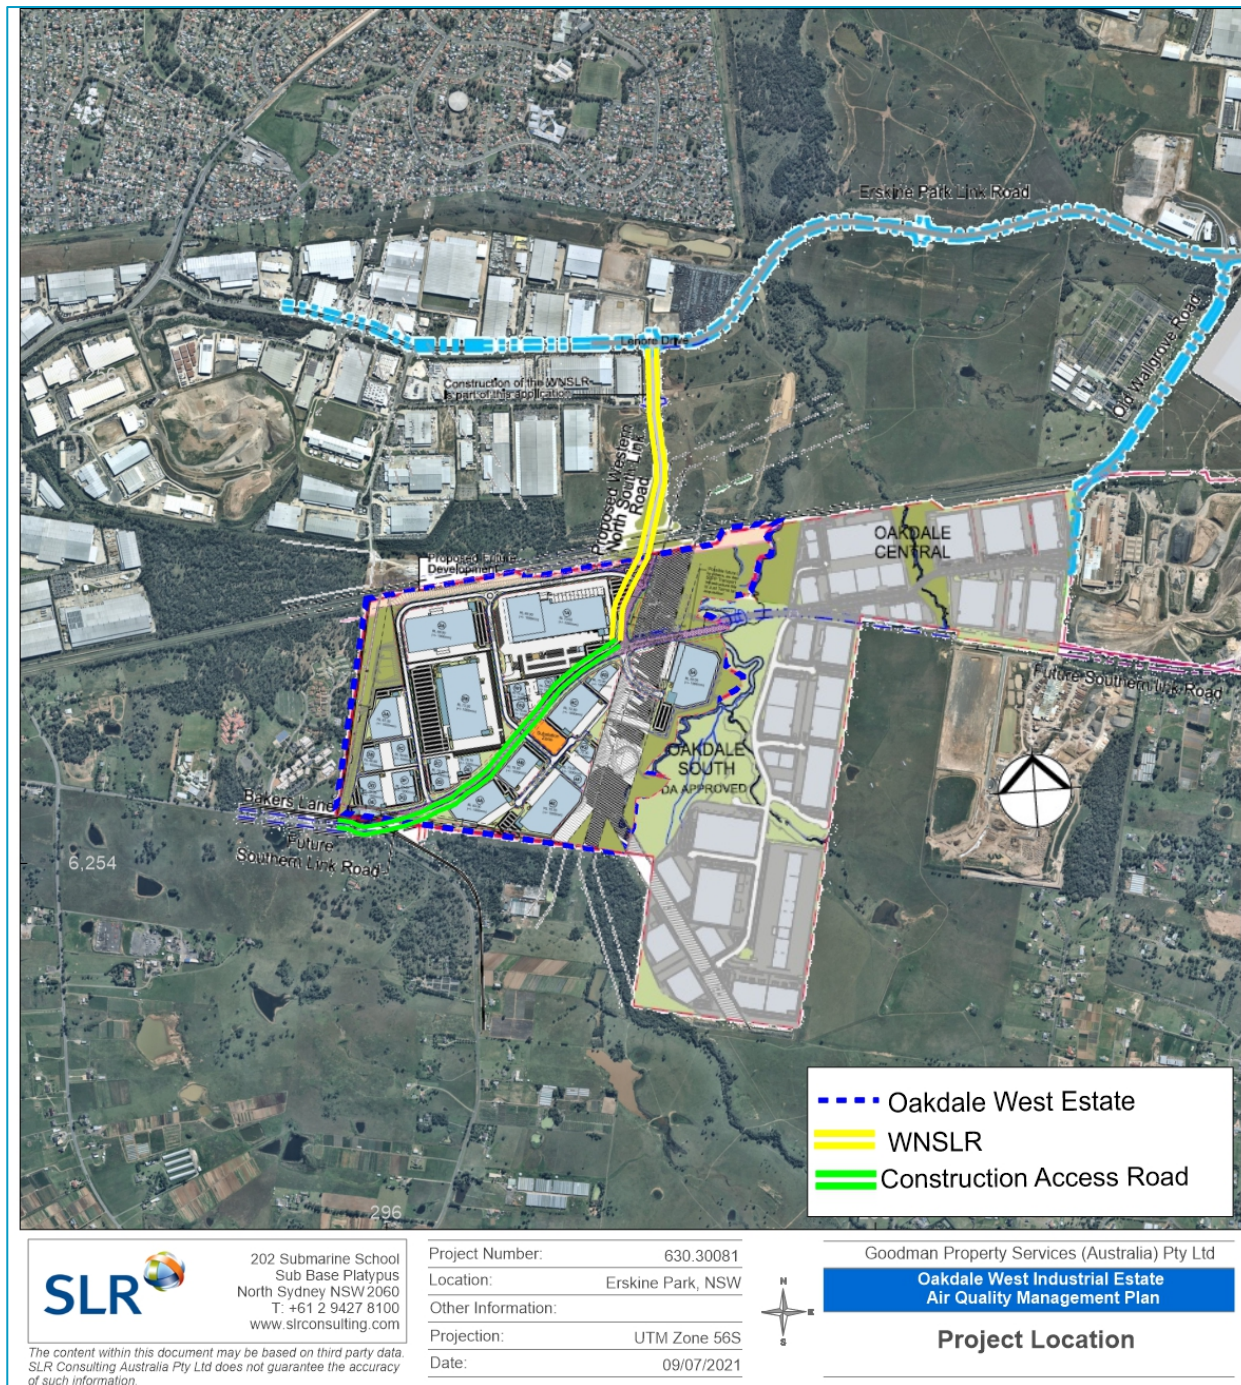 Erskine Park Link Road
Old Wallgrove Road
Lenore Drive
Construction of the WNSLR
is part of this application
Proposed Western
North South Link
Road
OAKDALE
CENTRAL
Proposed Future
Development
Future Southern Link Road
OAKDALE
SOUTH
DA APPROVED
Bakers Lane
Future
Southern Link Road
6,254
296
Oakdale West Estate
WNSLR
Construction Access Road
SLR
202 Submarine School
Sub Base Platypus
North Sydney NSW 2060
T: +61 2 9427 8100
www.slrconsulting.com
The content within this document may be based on third party data.
SLR Consulting Australia Pty Ltd does not guarantee the accuracy
of such information.
Project Number: 630.30081
Location: Erskine Park, NSW
Other Information:
Projection: UTM Zone 56S
Date: 09/07/2021
N
E
S
Goodman Property Services (Australia) Pty Ltd
Oakdale West Industrial Estate
Air Quality Management Plan
Project Location